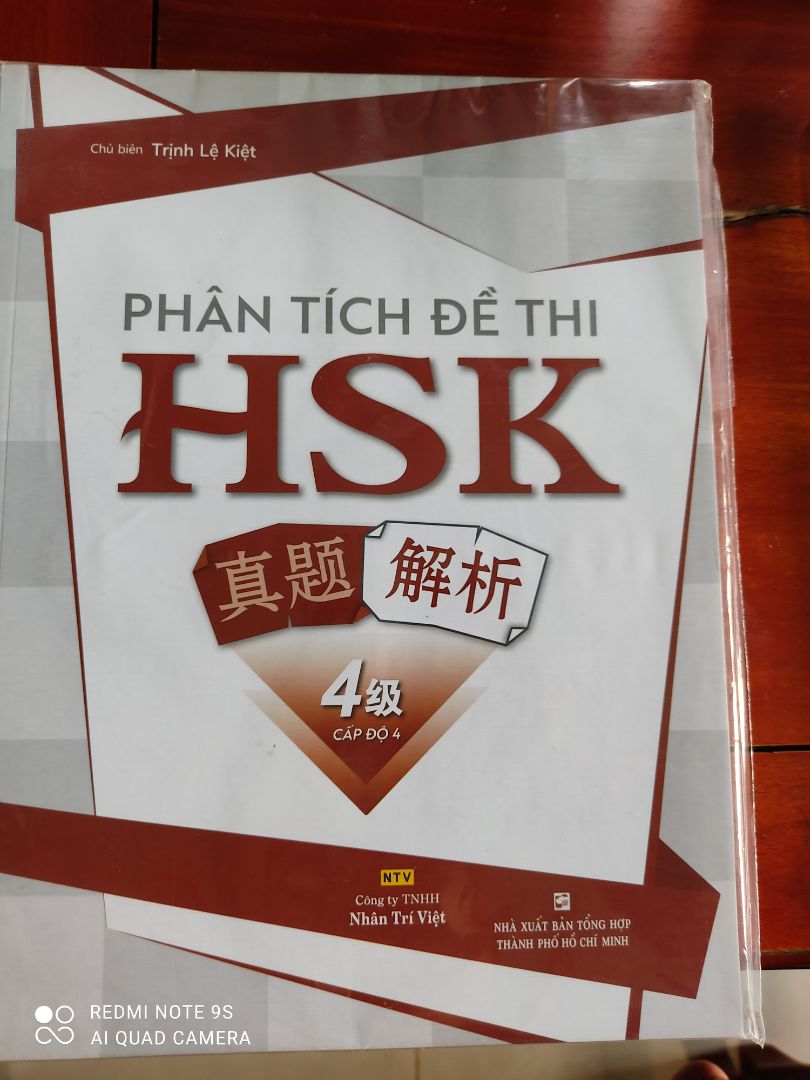 Chủ biên Trịnh Lệ Kiệt
PHÂN TÍCH ĐỀ THI
HSK
真题 解析
4级
CẤP ĐỘ 4
NTV
Công ty TNHH
Nhân Trí Việt
NHÀ XUẤT BẢN TỔNG HỢP
THÀNH PHỐ HỒ CHÍ MINH
REDMI NOTE 9S
AI QUAD CAMERA